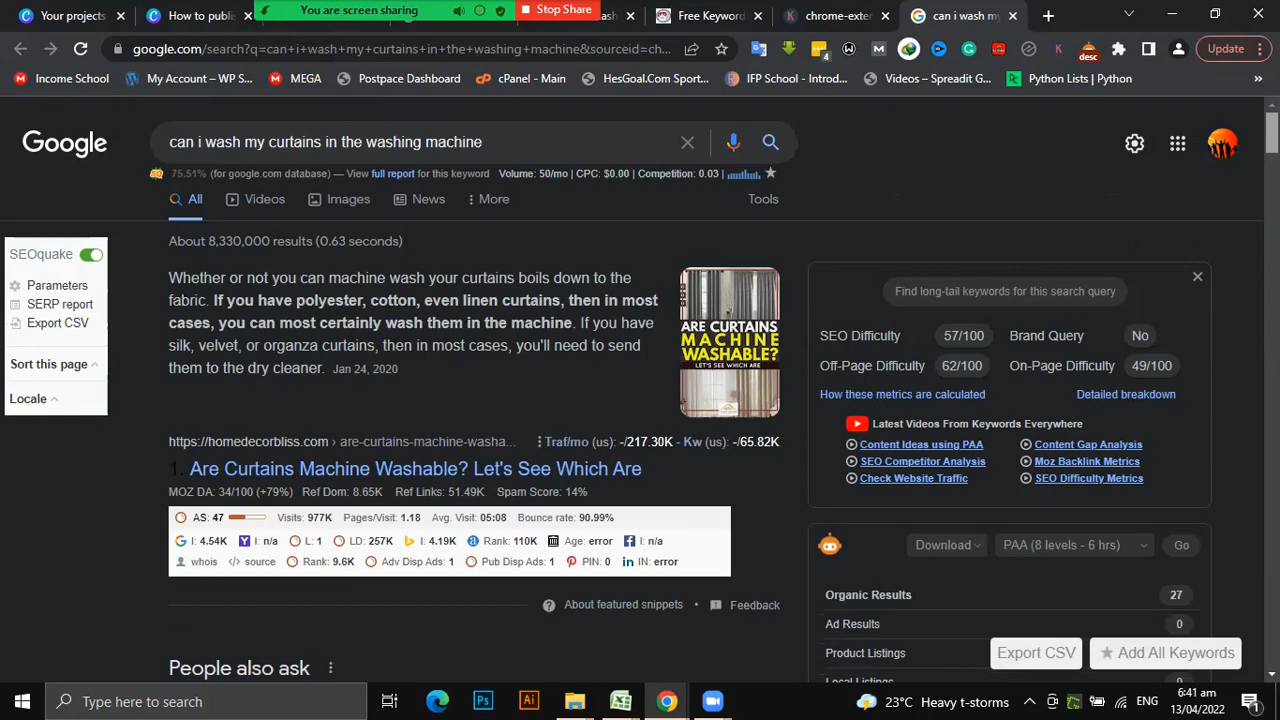 Your projects
How to publi
You are screen sharing
Stop Share
Free Keyword
chrome-exter
can i wash my
google.com/search?q=can+i+wash+my+curtains+in+the+washing+machine&sourceid=ch...
4
desc
Update
Income School
My Account – WP S...
MEGA
Postpace Dashboard
cPanel - Main
HesGoal.Com Sport...
IFP School - Introd...
Videos – Spreadit G...
Python Lists | Python
»
Google
can i wash my curtains in the washing machine
75.51% (for google.com database) — View full report for this keyword
Volume: 50/mo | CPC: $0.00 | Competition: 0.03
All
Videos
Images
News
More
Tools
About 8,330,000 results (0.63 seconds)
SEOquake
Parameters
SERP report
Export CSV
Sort this page
Locale
Whether or not you can machine wash your curtains boils down to the
fabric. If you have polyester, cotton, even linen curtains, then in most
cases, you can most certainly wash them in the machine. If you have
silk, velvet, or organza curtains, then in most cases, you'll need to send
them to the dry cleaner. Jan 24, 2020
ARE CURTAINS
MACHINE
WASHABLE?
LET'S SEE WHICH ARE
https://homedecorbliss.com › are-curtains-machine-washa...
Traf/mo (us): -/217.30K - Kw (us): -/65.82K
1. Are Curtains Machine Washable? Let's See Which Are
MOZ DA: 34/100 (+79%) Ref Dom: 8.65K Ref Links: 51.49K Spam Score: 14%
AS: 47 Visits: 977K Pages/Visit: 1.18 Avg. Visit: 05:08 Bounce rate: 90.99%
I: 4.54K I: n/a L: 1 LD: 257K I: 4.19K Rank: 110K Age: error I: n/a
whois source Rank: 9.6K Adv Disp Ads: 1 Pub Disp Ads: 1 PIN: 0 IN: error
About featured snippets • Feedback
People also ask
Find long-tail keywords for this search query
SEO Difficulty 57/100 Brand Query No
Off-Page Difficulty 62/100 On-Page Difficulty 49/100
How these metrics are calculated Detailed breakdown
Latest Videos From Keywords Everywhere
Content Ideas using PAA Content Gap Analysis
SEO Competitor Analysis Moz Backlink Metrics
Check Website Traffic SEO Difficulty Metrics
Download PAA (8 levels - 6 hrs) Go
Organic Results 27
Ad Results 0
Product Listings
Local Listings
Export CSV
Add All Keywords
Type here to search
Ps
Ai
23°C Heavy t-storms
ENG
6:41 am
13/04/2022
1